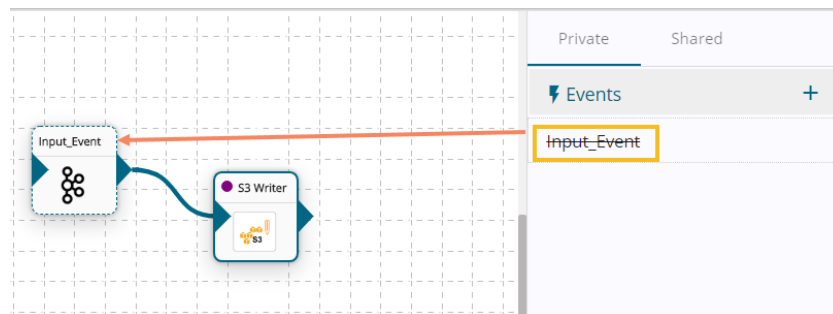 Private Shared
Events +
Input_Event
Input_Event
S3 Writer
S3